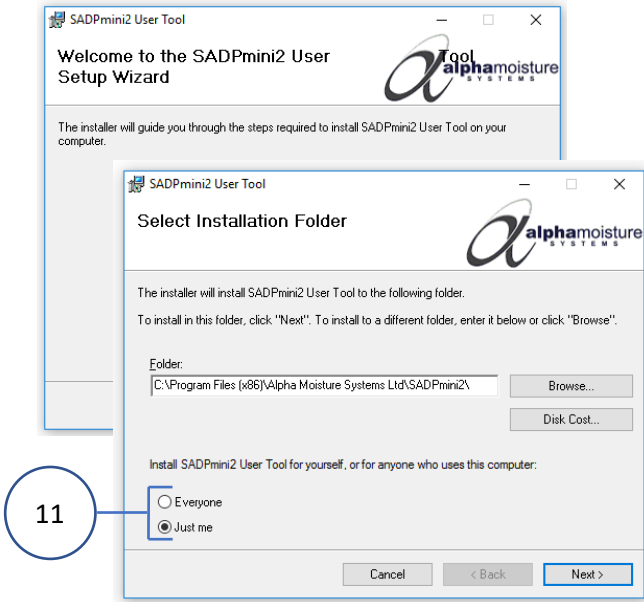 SADPmini2 User Tool
Welcome to the SADPmini2 User Tool
Setup Wizard
alphamoisture
SYSTEMS
The installer will guide you through the steps required to install SADPmini2 User Tool on your
computer.
SADPmini2 User Tool
Select Installation Folder
alphamoisture
SYSTEMS
The installer will install SADPmini2 User Tool to the following folder.
To install in this folder, click "Next". To install to a different folder, enter it below or click "Browse".
Folder:
C:\Program Files (x86)\Alpha Moisture Systems Ltd\SADPmini2\
Browse...
Disk Cost...
Install SADPmini2 User Tool for yourself, or for anyone who uses this computer:
11
Everyone
Just me
Cancel
< Back
Next >